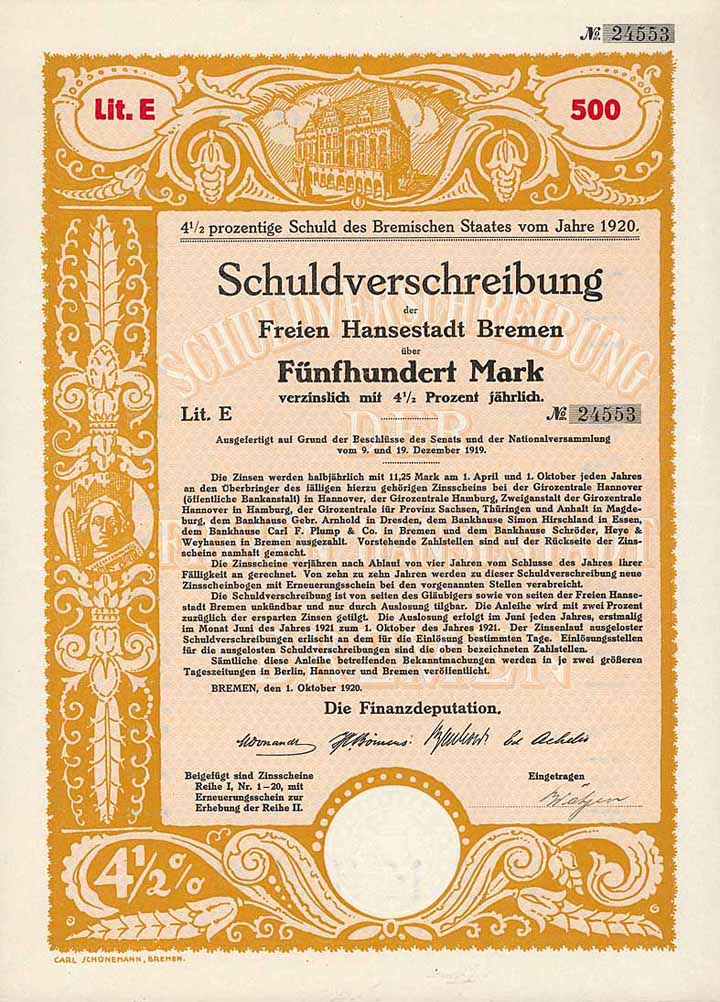 № 24553
Lit. E
500
4½ prozentige Schuld des Bremischen Staates vom Jahre 1920.
Schuldverschreibung
der
Freien Hansestadt Bremen
über
Fünfhundert Mark
verzinslich mit 4½ Prozent jährlich.
Lit. E № 24553
Ausgefertigt auf Grund der Beschlüsse des Senats und der Nationalversammlung
vom 9. und 19. Dezember 1919.
Die Zinsen werden halbjährlich mit 11,25 Mark am 1. April und 1. Oktober jeden Jahres
an den Überbringer des fälligen hierzu gehörigen Zinsscheins bei der Girozentrale Hannover
(öffentliche Bankanstalt) in Hannover, der Girozentrale Hamburg, Zweiganstalt der Girozentrale
Hannover in Hamburg, der Girozentrale für Provinz Sachsen, Thüringen und Anhalt in Magde-
burg, dem Bankhause Gebr. Arnhold in Dresden, dem Bankhause Simon Hirschland in Essen,
dem Bankhause Carl F. Plump & Co. in Bremen und dem Bankhause Schröder, Heye &
Weyhausen in Bremen ausgezahlt. Vorstehende Zahlstellen sind auf der Rückseite der Zin-
scheine namhaft gemacht.
Die Zinsscheine verjähren nach Ablauf von vier Jahren vom Schlusse des Jahres ihrer
Fälligkeit an gerechnet. Von zehn zu zehn Jahren werden zu dieser Schuldverschreibung neue
Zinsscheinbogen mit Erneuerungsschein bei den vorgenannten Stellen verabreicht.
Die Schuldverschreibung ist von seiten des Gläubigers sowie von seiten der Freien Hanse-
stadt Bremen unkündbar und nur durch Auslosung tilgbar. Die Anleihe wird mit zwei Prozent
zuzüglich der ersparten Zinsen getilgt. Die Auslosung erfolgt im Juni jeden Jahres, erstmalig
im Monat Juni des Jahres 1921 zum 1. Oktober des Jahres 1921. Der Zinsenlauf ausgeloster
Schuldverschreibungen erlischt an dem für die Einlösung bestimmten Tage. Einlösungsstellen
für die ausgelosten Schuldverschreibungen sind die oben bezeichneten Zahlstellen.
Sämtliche diese Anleihe betreffenden Bekanntmachungen werden in je zwei größeren
Tageszeitungen in Berlin, Hannover und Bremen veröffentlicht.
BREMEN, den 1. Oktober 1920.
Die Finanzdeputation.
Beigefügt sind Zinsscheine
Reihe I, Nr. 1–20, mit
Erneuerungsschein zur
Erhebung der Reihe II.
Eingetragen
4½%
CARL SCHÜNEMANN, BREMEN.